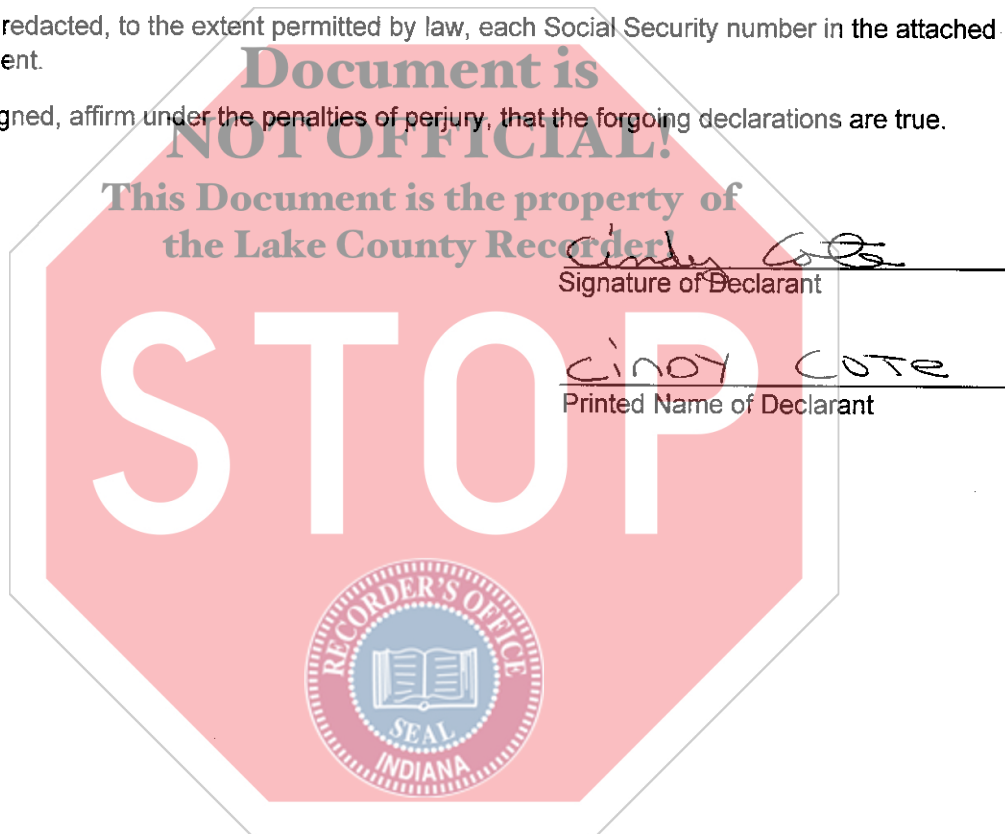 redacted, to the extent permitted by law, each Social Security number in the attached
ent.
Document is
gned, affirm under the penalties of perjury, that the forgoing declarations are true.
NOT OFFICIAL!
This Document is the property of
the Lake County Recorder!
Cindy Cote
Signature of Declarant
Cindy Cote
Printed Name of Declarant
STOP
RECORDER'S OFFICE
SEAL
INDIANA